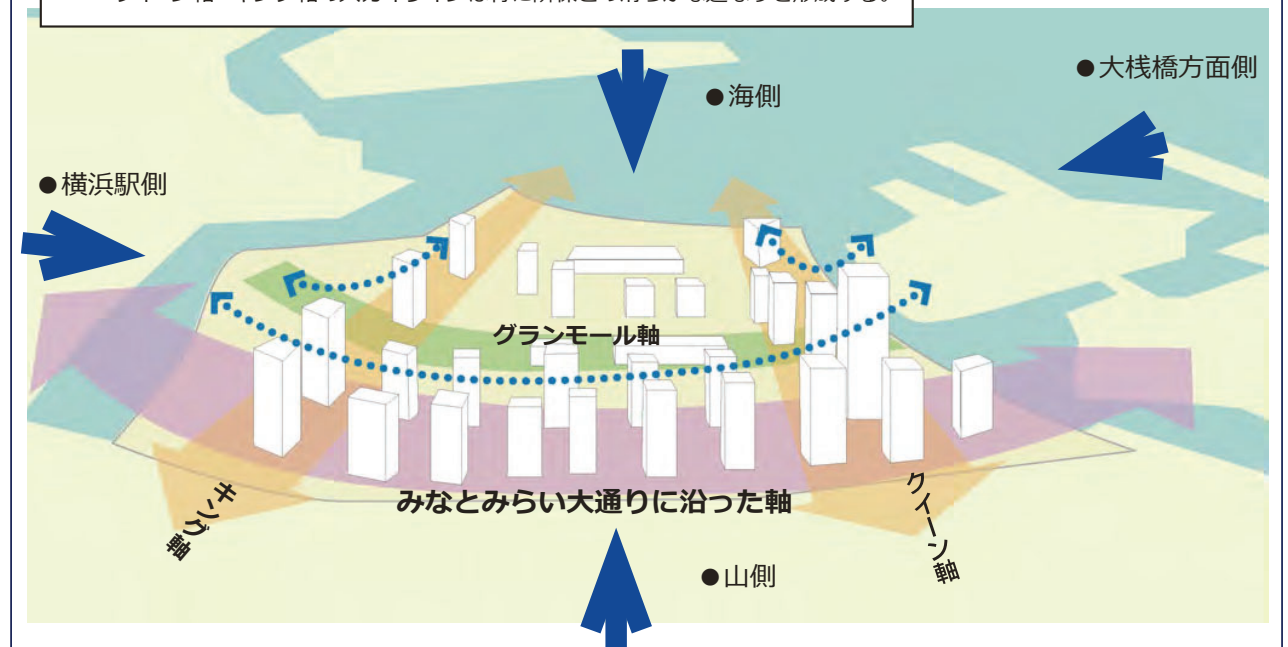 ●海側
●大桟橋方面側
●横浜駅側
グランモール軸
みなとみらい大通りに沿った軸
キング軸
クイーン軸
●山側